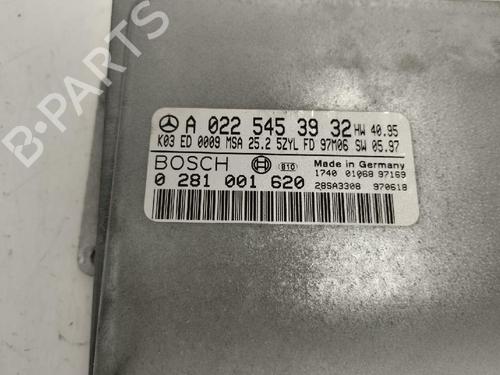 A 022 545 39 32 HW 40.95
K03 ED 0009 MSA 25.2 5ZYL FD 97M06 SW 05.97
BOSCH 810 Made in Germany
1740 01068 97169
0 281 001 620 28SA3308 970618
B-PARTS